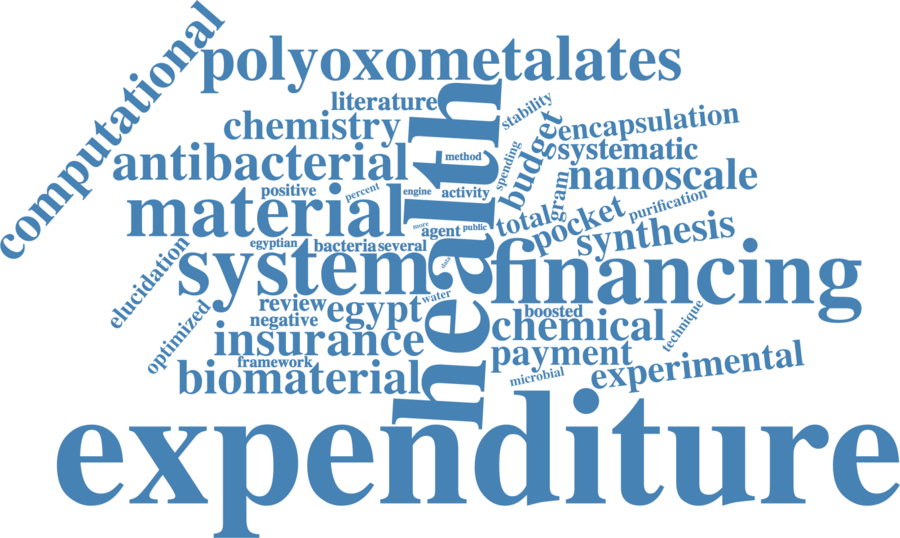 computational
polyoxometalates
literature
stability
chemistry
health
budget
encapsulation
antibacterial
method
spending
systematic
nanoscale
positive
percent
engine
activity
gram
purification
material
more
agent
public
total
pocket
synthesis
egyptian
bacteria
several
elucidation
system
data
financing
review
egypt
water
optimized
negative
boosted
technique
insurance
chemical
framework
payment
biomaterial
microbial
experimental
expenditure